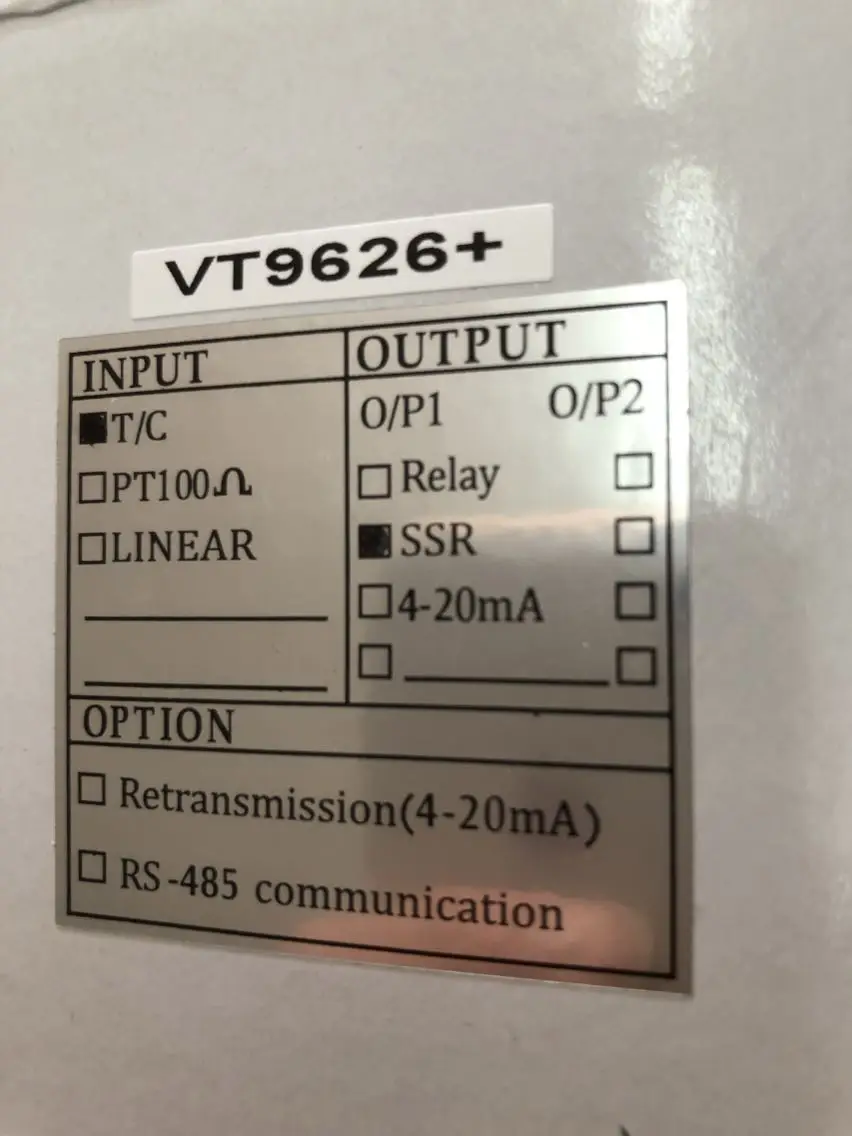 VT9626+
INPUT OUTPUT
■T/C O/P1 O/P2
□PT100Ω □Relay □
□LINEAR ■SSR □
□4-20mA □
□ □
OPTION
□ Retransmission(4-20mA)
□ RS-485 communication